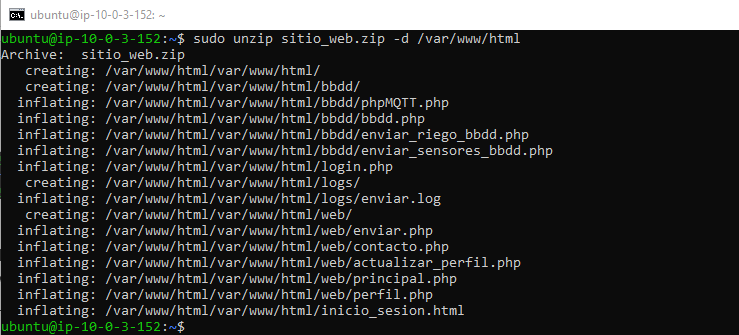 ubuntu@ip-10-0-3-152: ~
ubuntu@ip-10-0-3-152:~$ sudo unzip sitio_web.zip -d /var/www/html
Archive:  sitio_web.zip
   creating: /var/www/html/var/www/html/
   creating: /var/www/html/var/www/html/bbdd/
  inflating: /var/www/html/var/www/html/bbdd/phpMQTT.php
  inflating: /var/www/html/var/www/html/bbdd/bbdd.php
  inflating: /var/www/html/var/www/html/bbdd/enviar_riego_bbdd.php
  inflating: /var/www/html/var/www/html/bbdd/enviar_sensores_bbdd.php
  inflating: /var/www/html/var/www/html/login.php
   creating: /var/www/html/var/www/html/logs/
  inflating: /var/www/html/var/www/html/logs/enviar.log
   creating: /var/www/html/var/www/html/web/
  inflating: /var/www/html/var/www/html/web/enviar.php
  inflating: /var/www/html/var/www/html/web/contacto.php
  inflating: /var/www/html/var/www/html/web/actualizar_perfil.php
  inflating: /var/www/html/var/www/html/web/principal.php
  inflating: /var/www/html/var/www/html/web/perfil.php
  inflating: /var/www/html/var/www/html/inicio_sesion.html
ubuntu@ip-10-0-3-152:~$